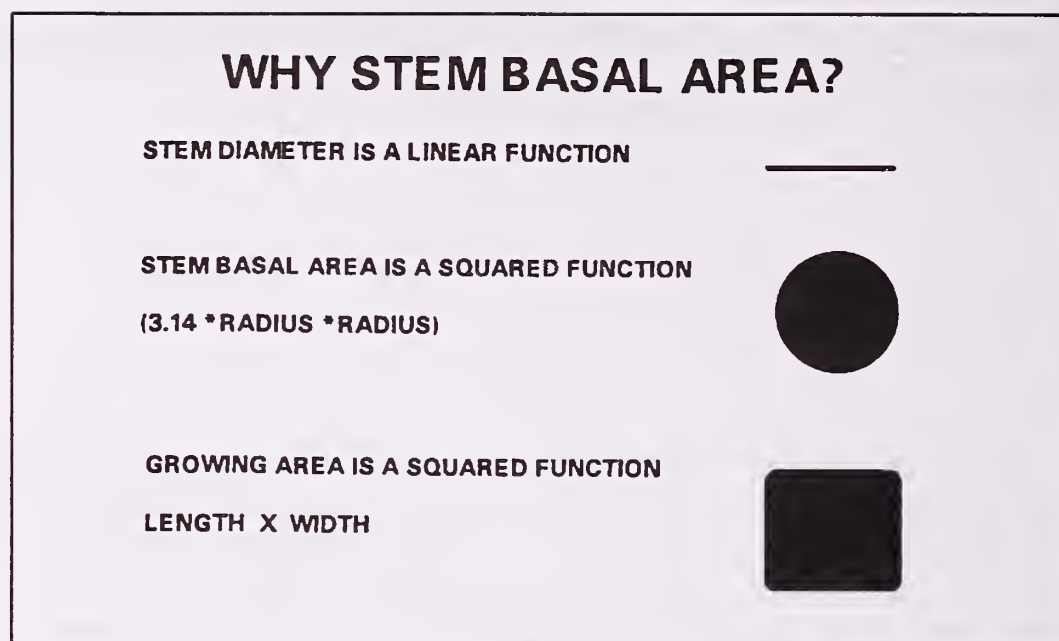 WHY STEM BASAL AREA?
STEM DIAMETER IS A LINEAR FUNCTION
STEM BASAL AREA IS A SQUARED FUNCTION
(3.14 *RADIUS *RADIUS)
GROWING AREA IS A SQUARED FUNCTION
LENGTH X WIDTH